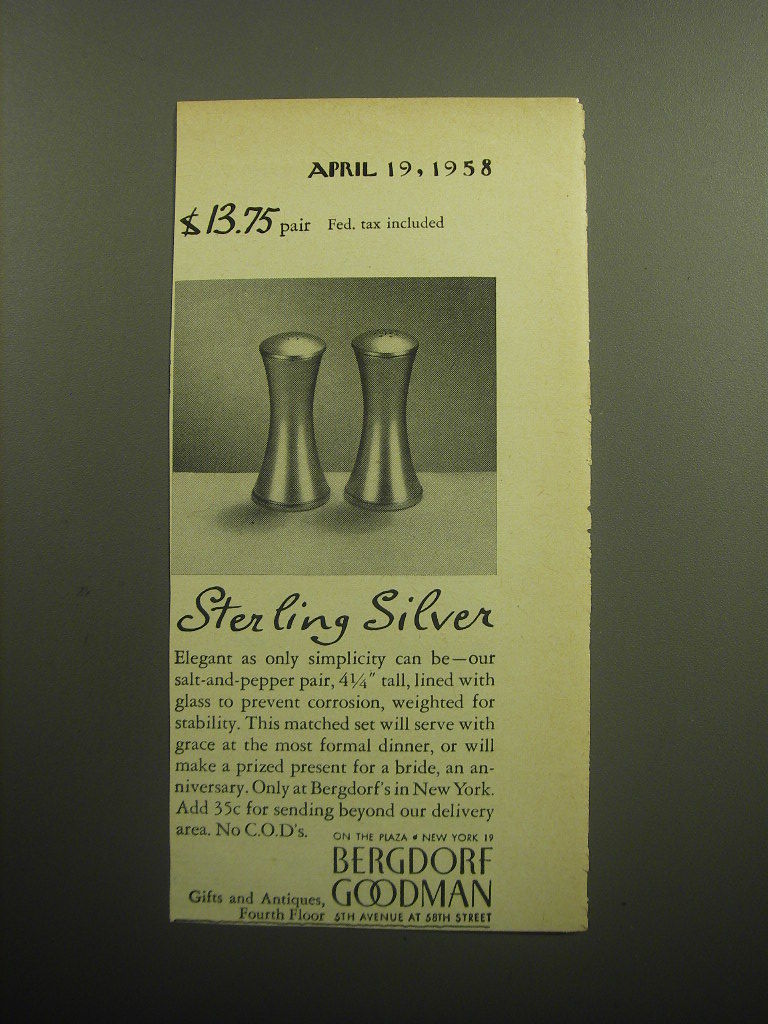 APRIL 19, 1958
$13.75 pair Fed. tax included
Sterling Silver
Elegant as only simplicity can be—our
salt-and-pepper pair, 4¼" tall, lined with
glass to prevent corrosion, weighted for
stability. This matched set will serve with
grace at the most formal dinner, or will
make a prized present for a bride, an an-
niversary. Only at Bergdorf's in New York.
Add 35c for sending beyond our delivery
area. No C.O.D's.
ON THE PLAZA • NEW YORK 19
BERGDORF
GOODMAN
Gifts and Antiques,
Fourth Floor
5TH AVENUE AT 58TH STREET